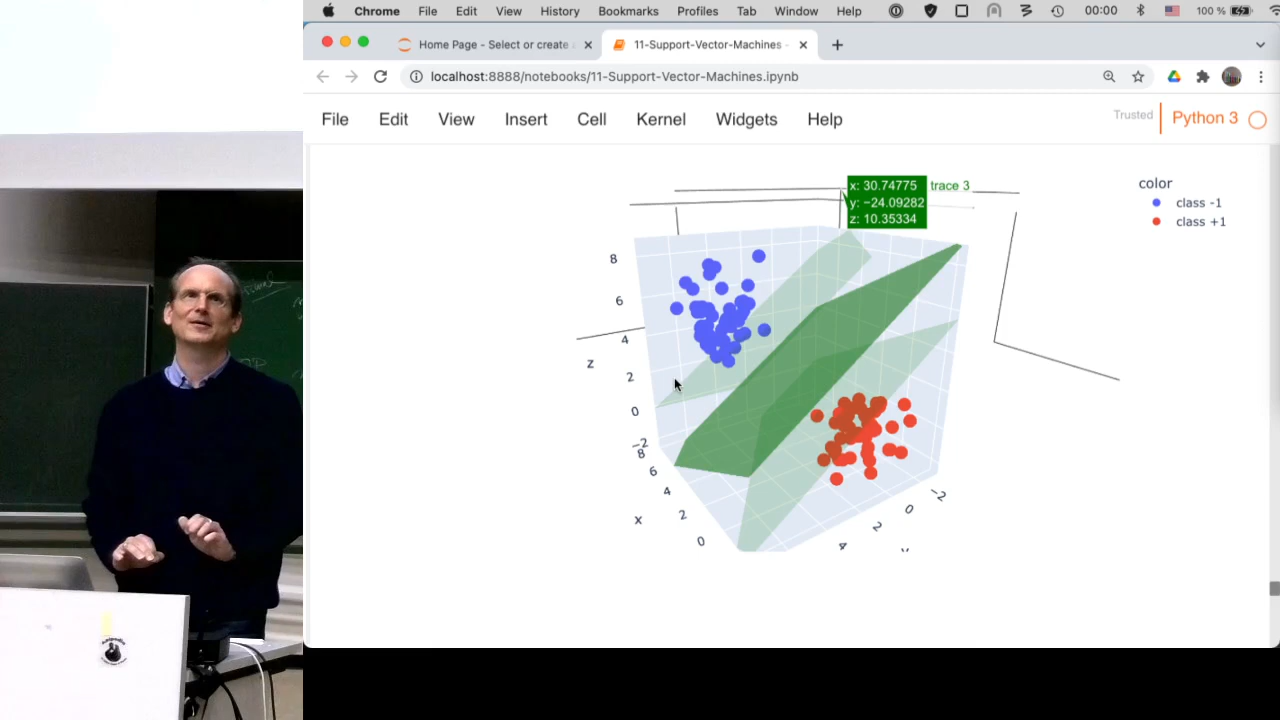 Chrome File Edit View History Bookmarks Profiles Tab Window Help 00:00 100 %
Home Page - Select or create 11-Support-Vector-Machines -
localhost:8888/notebooks/11-Support-Vector-Machines.ipynb
File Edit View Insert Cell Kernel Widgets Help Trusted Python 3
x: 30.74775 trace 3
y: −24.09282
z: 10.35334
color
class -1
class +1
8
6
4
2
0
−2
z
8
6
4
2
0
x
−2
0
2
4